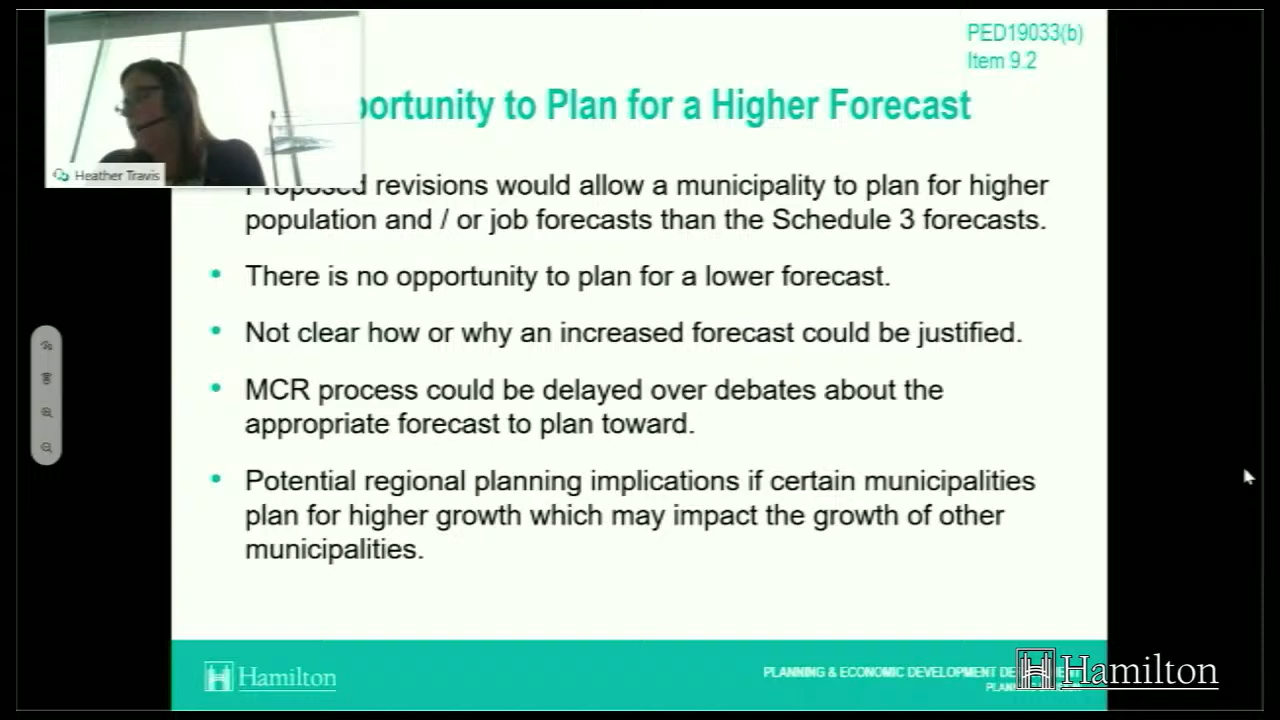 PED19033(b)
Item 9.2
portunity to Plan for a Higher Forecast
Heather Travis
Proposed revisions would allow a municipality to plan for higher
population and / or job forecasts than the Schedule 3 forecasts.
• There is no opportunity to plan for a lower forecast.
• Not clear how or why an increased forecast could be justified.
• MCR process could be delayed over debates about the
appropriate forecast to plan toward.
• Potential regional planning implications if certain municipalities
plan for higher growth which may impact the growth of other
municipalities.
Hamilton
PLANNING & ECONOMIC DEVELOPMENT
Hamilton